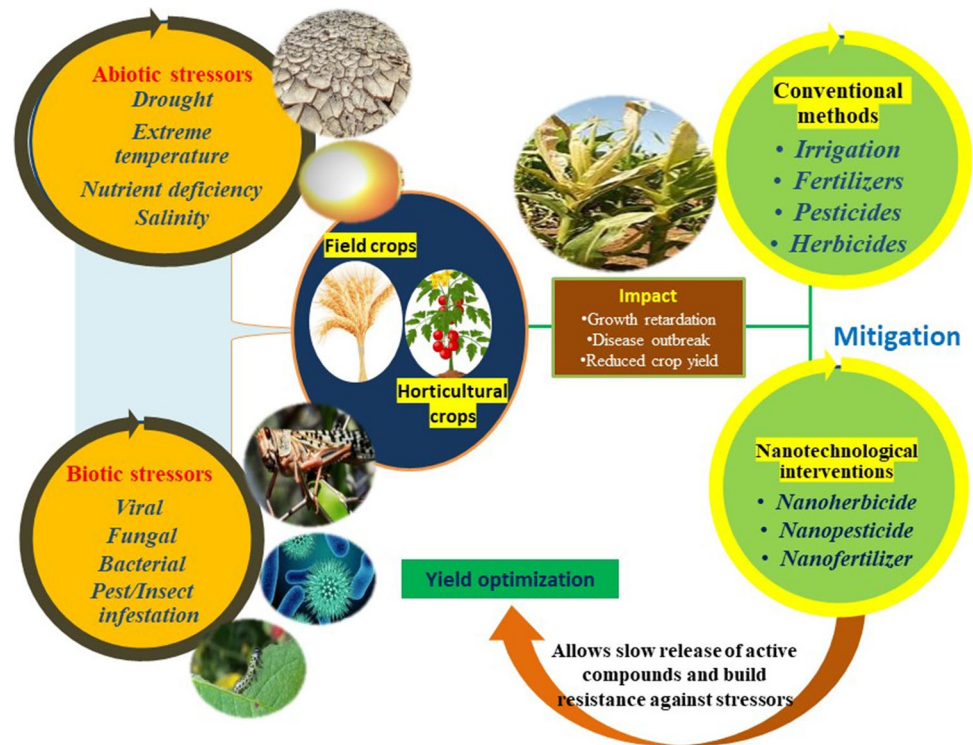 Abiotic stressors
Drought
Extreme
temperature
Nutrient deficiency
Salinity
Field crops
Horticultural
crops
Biotic stressors
Viral
Fungal
Bacterial
Pest/Insect
infestation
Impact
•Growth retardation
•Disease outbreak
•Reduced crop yield
Conventional
methods
• Irrigation
• Fertilizers
• Pesticides
• Herbicides
Mitigation
Nanotechnological
interventions
• Nanoherbicide
• Nanopesticide
• Nanofertilizer
Allows slow release of active
compounds and build
resistance against stressors
Yield optimization